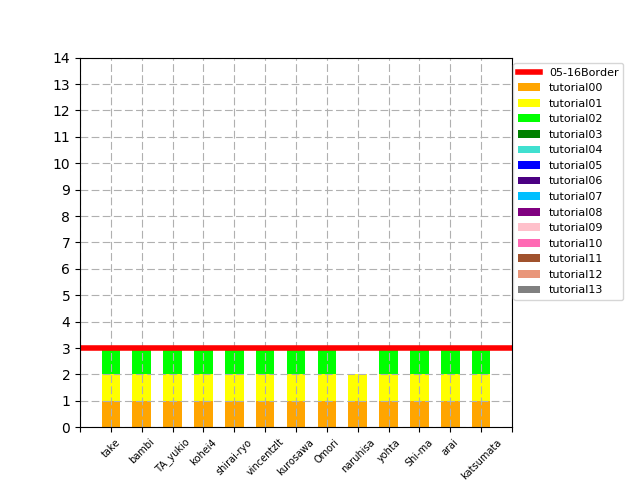 14
13
12
11
10
9
8
7
6
5
4
3
2
1
0
take
bambi
TA_yukio
kohei4
shirai-ryo
vincentzlt
kurosawa
Omori
naruhisa
yohta
Shi-ma
arai
katsumata
05-16Border
tutorial00
tutorial01
tutorial02
tutorial03
tutorial04
tutorial05
tutorial06
tutorial07
tutorial08
tutorial09
tutorial10
tutorial11
tutorial12
tutorial13